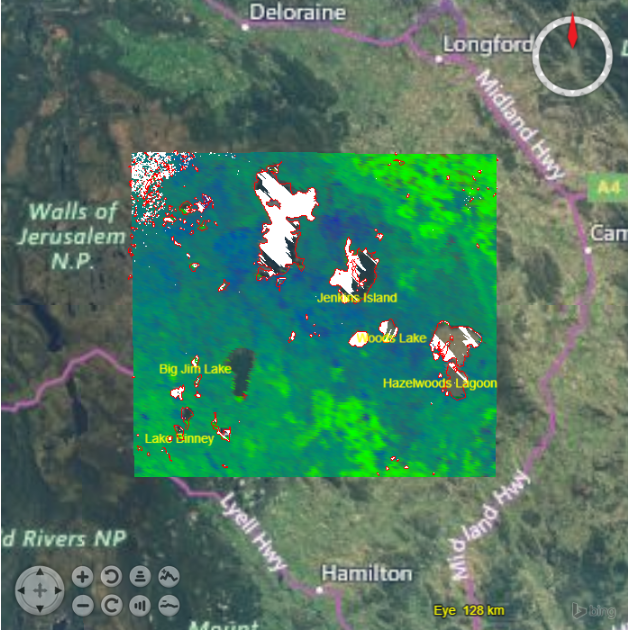 Deloraine
Longford
Midland Hwy
A4
Walls of
Jerusalem
N.P.
Cam
Jenkins Island
Woods Lake
Big Jim Lake
Hazelwoods Lagoon
Lake Binney
Midland Hwy
Lyell Hwy
d Rivers NP
Hamilton
Eye 128 km
Mount